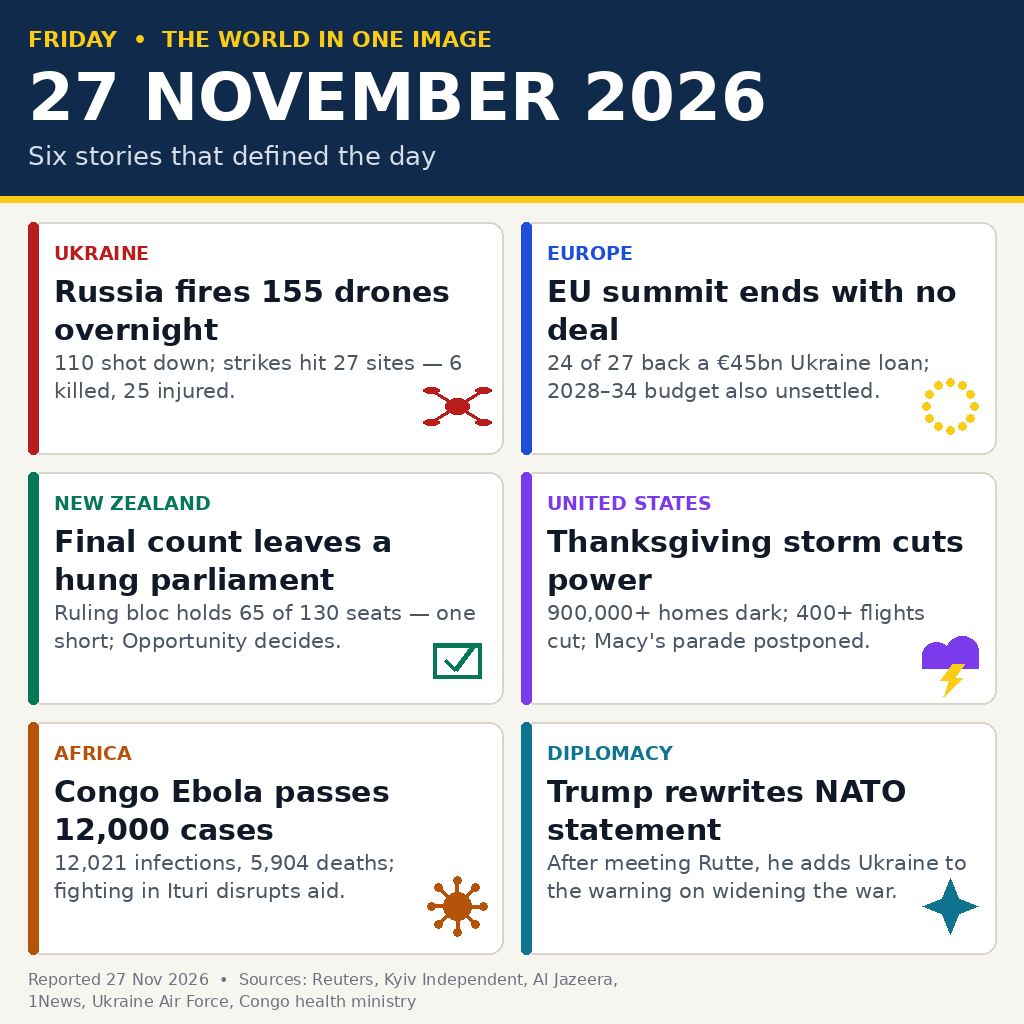 FRIDAY • THE WORLD IN ONE IMAGE
27 NOVEMBER 2026
Six stories that defined the day
UKRAINE
Russia fires 155 drones
overnight
110 shot down; strikes hit 27 sites — 6
killed, 25 injured.
EUROPE
EU summit ends with no
deal
24 of 27 back a €45bn Ukraine loan;
2028–34 budget also unsettled.
NEW ZEALAND
Final count leaves a
hung parliament
Ruling bloc holds 65 of 130 seats — one
short; Opportunity decides.
UNITED STATES
Thanksgiving storm cuts
power
900,000+ homes dark; 400+ flights
cut; Macy's parade postponed.
AFRICA
Congo Ebola passes
12,000 cases
12,021 infections, 5,904 deaths;
fighting in Ituri disrupts aid.
DIPLOMACY
Trump rewrites NATO
statement
After meeting Rutte, he adds Ukraine to
the warning on widening the war.
Reported 27 Nov 2026 • Sources: Reuters, Kyiv Independent, Al Jazeera,
1News, Ukraine Air Force, Congo health ministry